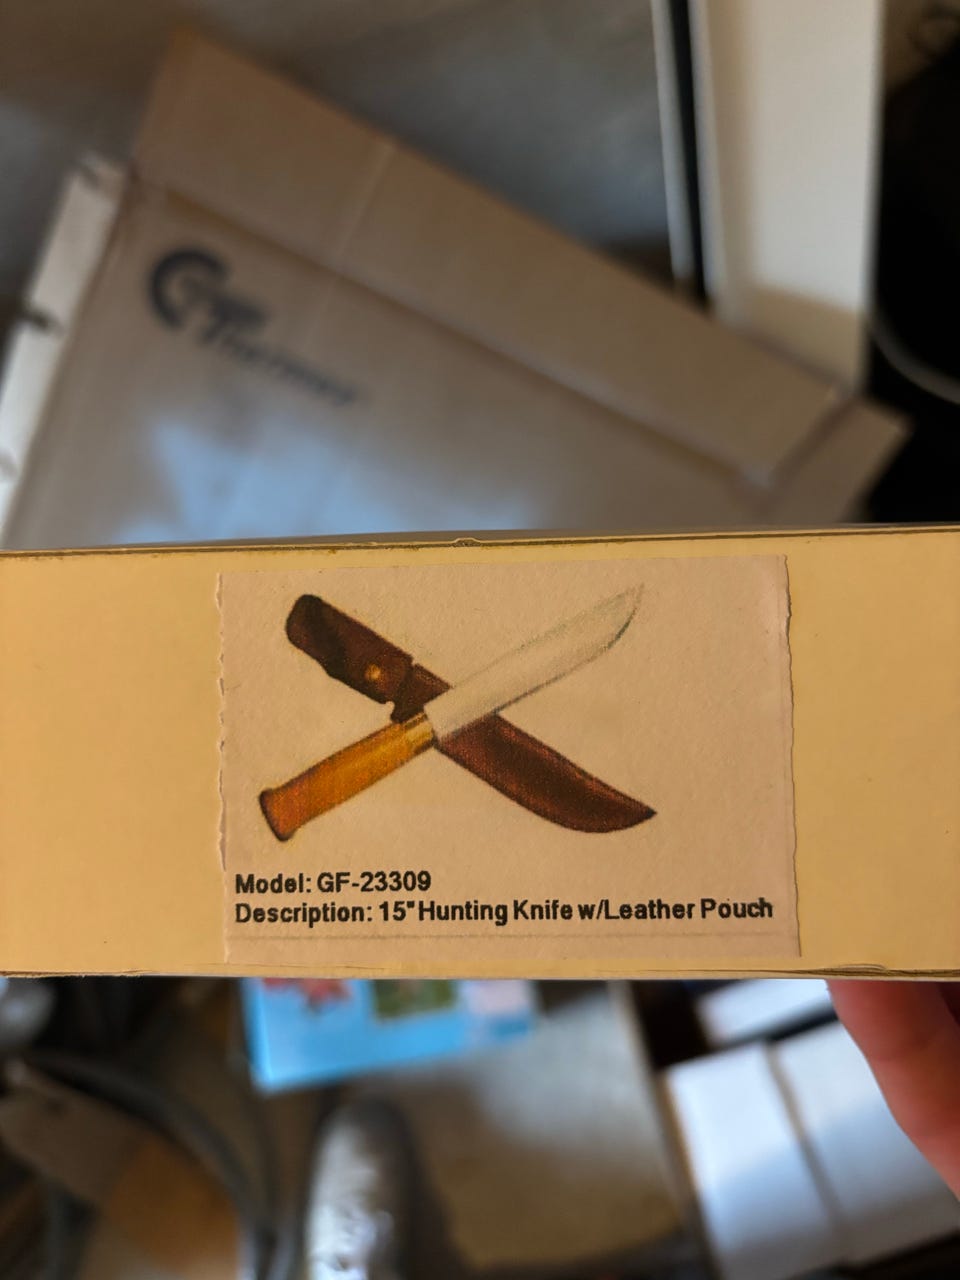 Model: GF-23309
Description: 15" Hunting Knife w/Leather Pouch